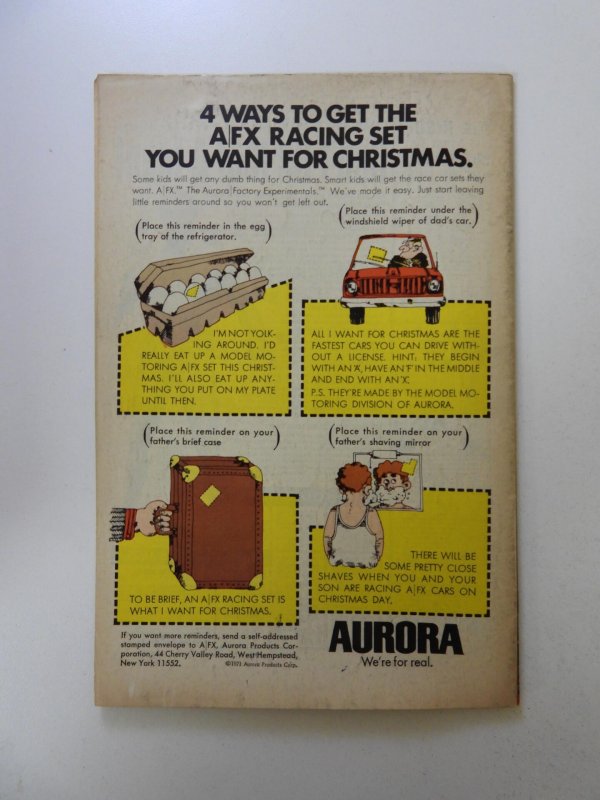 4 WAYS TO GET THE
A|FX RACING SET
YOU WANT FOR CHRISTMAS.
Some kids will get any dumb thing for Christmas. Smart kids will get the race car sets they
want. A|FX.™ The Aurora|Factory Experimentals.™ We've made it easy. Just start leaving
little reminders around so you won't get left out.
(Place this reminder in the egg
tray of the refrigerator.)
I'M NOT YOLK-
ING AROUND. I'D
REALLY EAT UP A MODEL MO-
TORING A|FX SET THIS CHRIST-
MAS. I'LL ALSO EAT UP ANY-
THING YOU PUT ON MY PLATE
UNTIL THEN.
(Place this reminder under the
windshield wiper of dad's car.)
ALL I WANT FOR CHRISTMAS ARE THE
FASTEST CARS YOU CAN DRIVE WITH-
OUT A LICENSE. HINT: THEY BEGIN
WITH AN 'A', HAVE AN 'F' IN THE MIDDLE
AND END WITH AN 'X'.
P.S. THEY'RE MADE BY THE MODEL MO-
TORING DIVISION OF AURORA.
(Place this reminder on your
father's brief case)
TO BE BRIEF, AN A|FX RACING SET IS
WHAT I WANT FOR CHRISTMAS.
(Place this reminder on your
father's shaving mirror)
THERE WILL BE
SOME PRETTY CLOSE
SHAVES WHEN YOU AND YOUR
SON ARE RACING A|FX CARS ON
CHRISTMAS DAY.
If you want more reminders, send a self-addressed
stamped envelope to A|FX, Aurora Products Cor-
poration, 44 Cherry Valley Road, West Hempstead,
New York 11552.
Aurora Products Corp.
AURORA
We're for real.